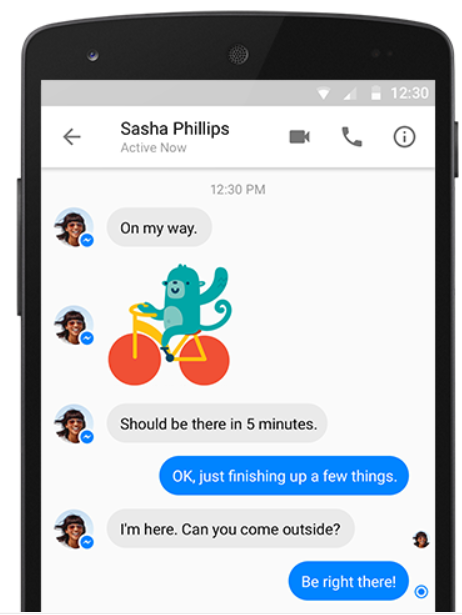 12:30
Sasha Phillips
Active Now
12:30 PM
On my way.
Should be there in 5 minutes.
OK, just finishing up a few things.
I'm here. Can you come outside?
Be right there!